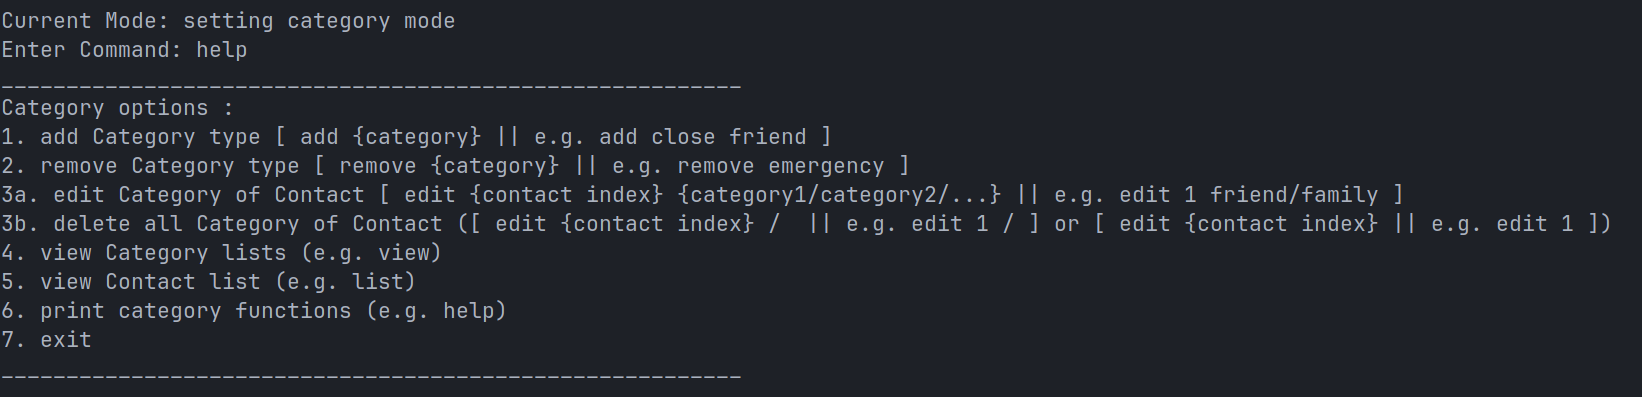 Current Mode: setting category mode
Enter Command: help
_________________________________________________________
Category options :
1. add Category type [ add {category} || e.g. add close friend ]
2. remove Category type [ remove {category} || e.g. remove emergency ]
3a. edit Category of Contact [ edit {contact index} {category1/category2/...} || e.g. edit 1 friend/family ]
3b. delete all Category of Contact ([ edit {contact index} /  || e.g. edit 1 / ] or [ edit {contact index} || e.g. edit 1 ])
4. view Category lists (e.g. view)
5. view Contact list (e.g. list)
6. print category functions (e.g. help)
7. exit
_________________________________________________________